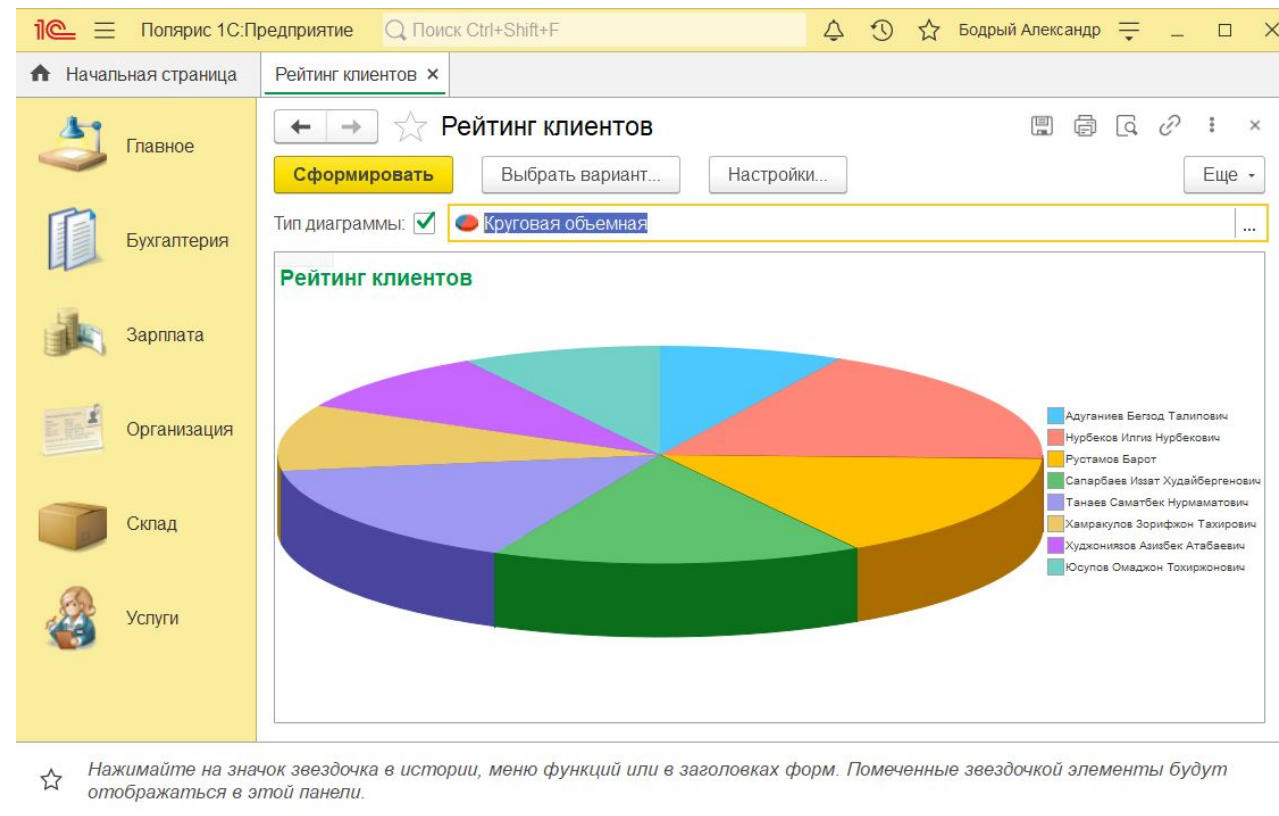 1С Полярис 1С:Предприятие Поиск Ctrl+Shift+F Бодрый Александр
Начальная страница Рейтинг клиентов ×
Главное
Бухгалтерия
Зарплата
Организация
Склад
Услуги
Рейтинг клиентов
Сформировать Выбрать вариант... Настройки... Еще
Тип диаграммы: Круговая объемная ...
Рейтинг клиентов
Адуганиев Бегзод Талипович
Нурбеков Илгиз Нурбекович
Рустамов Барот
Сапарбаев Иззат Худайбергенович
Танаев Саматбек Нурмаматович
Хамракулов Зорифжон Тахирович
Худжониязов Азизбек Атабаевич
Юсупов Омаджон Тохиржонович
Нажимайте на значок звездочка в истории, меню функций или в заголовках форм. Помеченные звездочкой элементы будут
отображаться в этой панели.